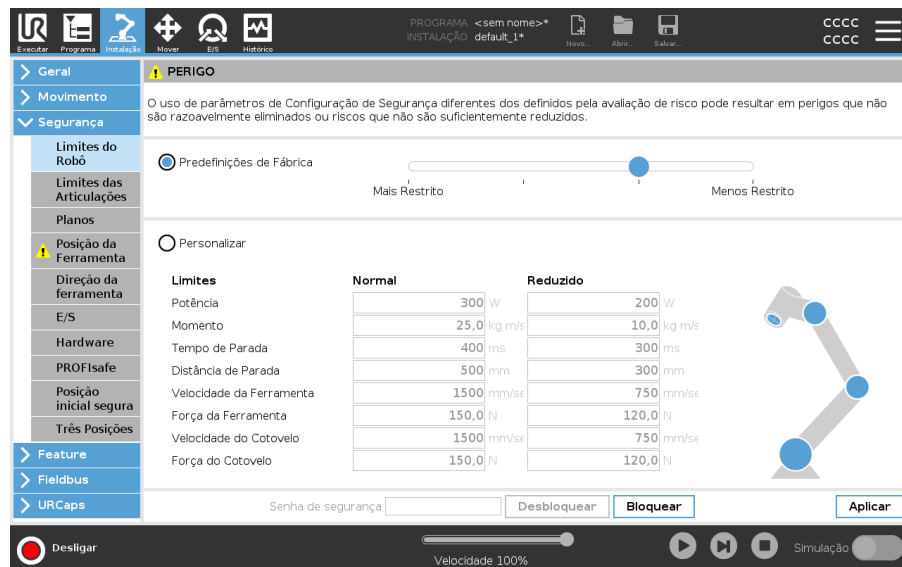 PROGRAMA <sem nome>*
INSTALAÇÃO default_1*
cccc
cccc
Executar Programa Instalação Mover E/S Histórico Novo... Abrir... Salvar...
Geral
Movimento
Segurança
Limites do
Robô
Limites das
Articulações
Planos
Posição da
Ferramenta
Direção da
ferramenta
E/S
Hardware
PROFIsafe
Posição
inicial segura
Três Posições
Feature
Fieldbus
URCaps
PERIGO
O uso de parâmetros de Configuração de Segurança diferentes dos definidos pela avaliação de risco pode resultar em perigos que não
são razoavelmente eliminados ou riscos que não são suficientemente reduzidos.
Predefinições de Fábrica
Mais Restrito Menos Restrito
Personalizar
Limites Normal Reduzido
Potência 300 W 200 W
Momento 25,0 kg m/s 10,0 kg m/s
Tempo de Parada 400 ms 300 ms
Distância de Parada 500 mm 300 mm
Velocidade da Ferramenta 1500 mm/se 750 mm/se
Força da Ferramenta 150,0 N 120,0 N
Velocidade do Cotovelo 1500 mm/se 750 mm/se
Força do Cotovelo 150,0 N 120,0 N
Senha de segurança Desbloquear Bloquear Aplicar
Desligar
Velocidade 100%
Simulação